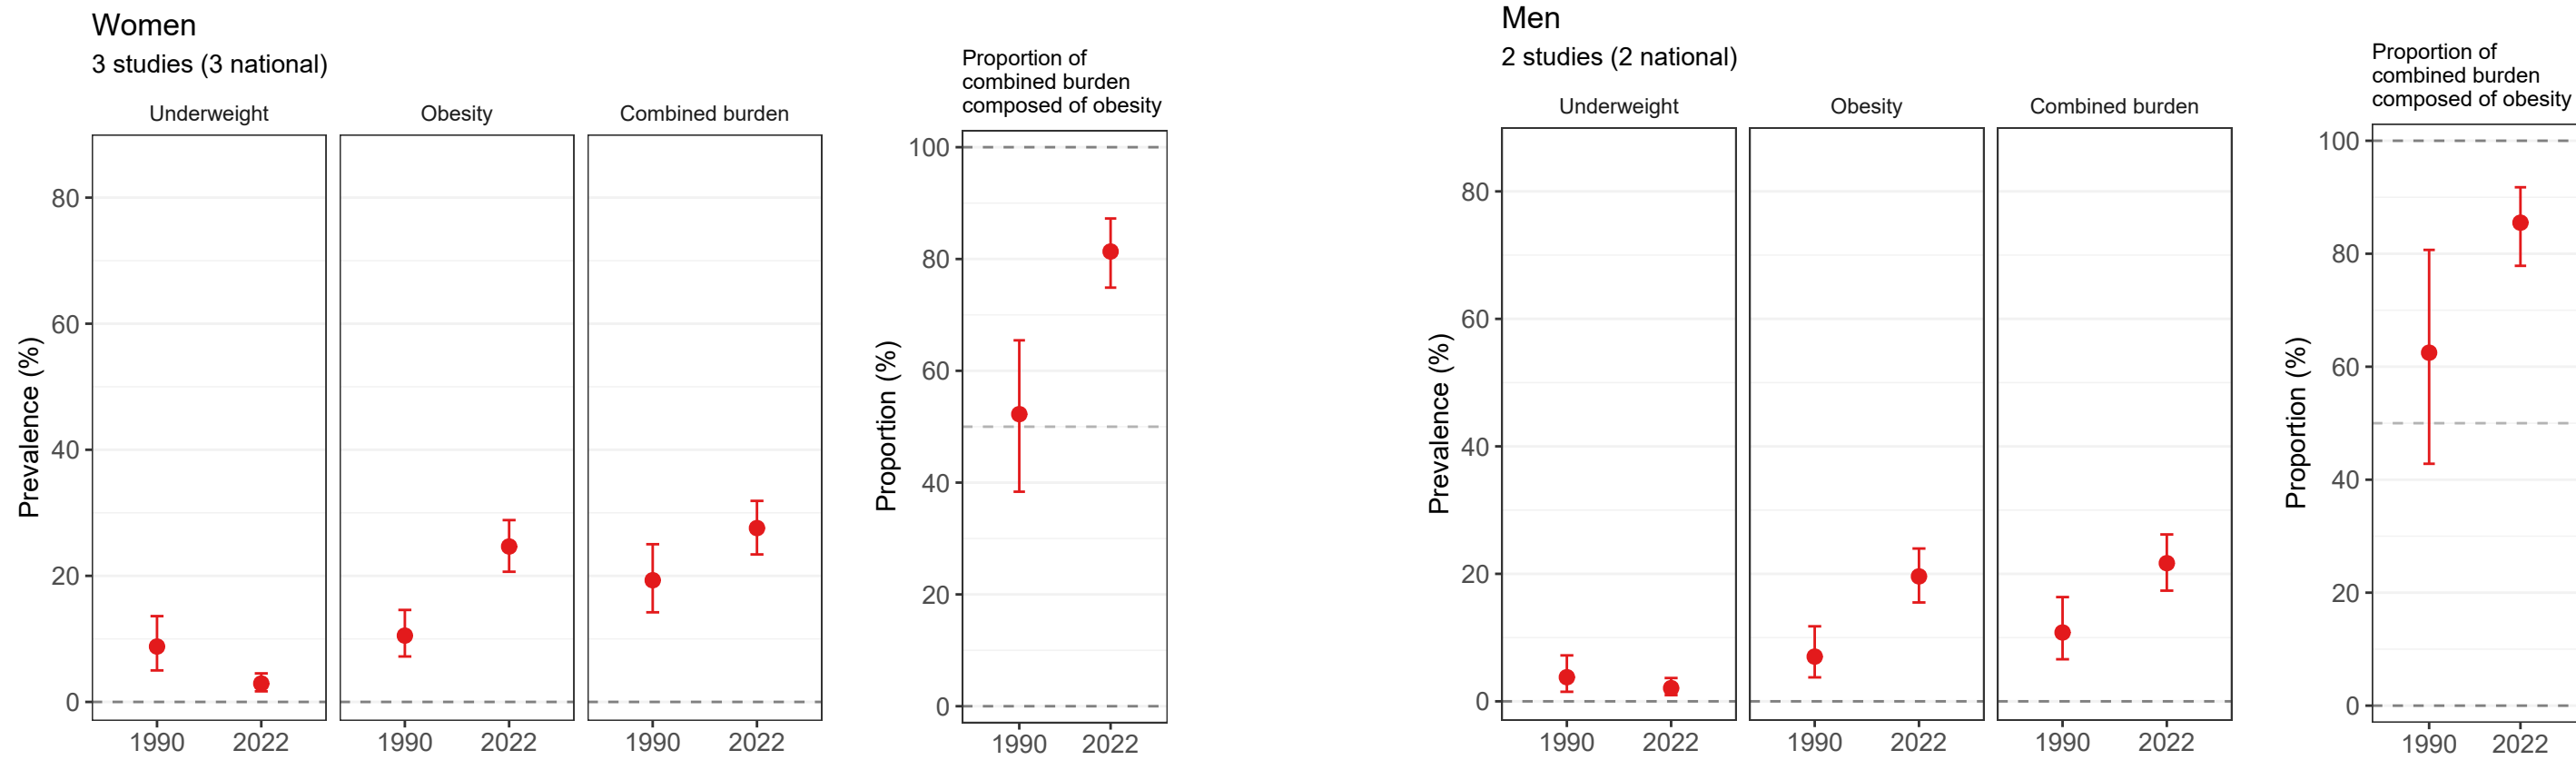 Women
3 studies (3 national)
Underweight
Obesity
Combined burden
Prevalence (%)
80
60
40
20
0
1990 2022
1990 2022
1990 2022
Proportion of
combined burden
composed of obesity
Proportion (%)
100
80
60
40
20
0
1990 2022
Men
2 studies (2 national)
Underweight
Obesity
Combined burden
Prevalence (%)
80
60
40
20
0
1990 2022
1990 2022
1990 2022
Proportion of
combined burden
composed of obesity
Proportion (%)
100
80
60
40
20
0
1990 2022